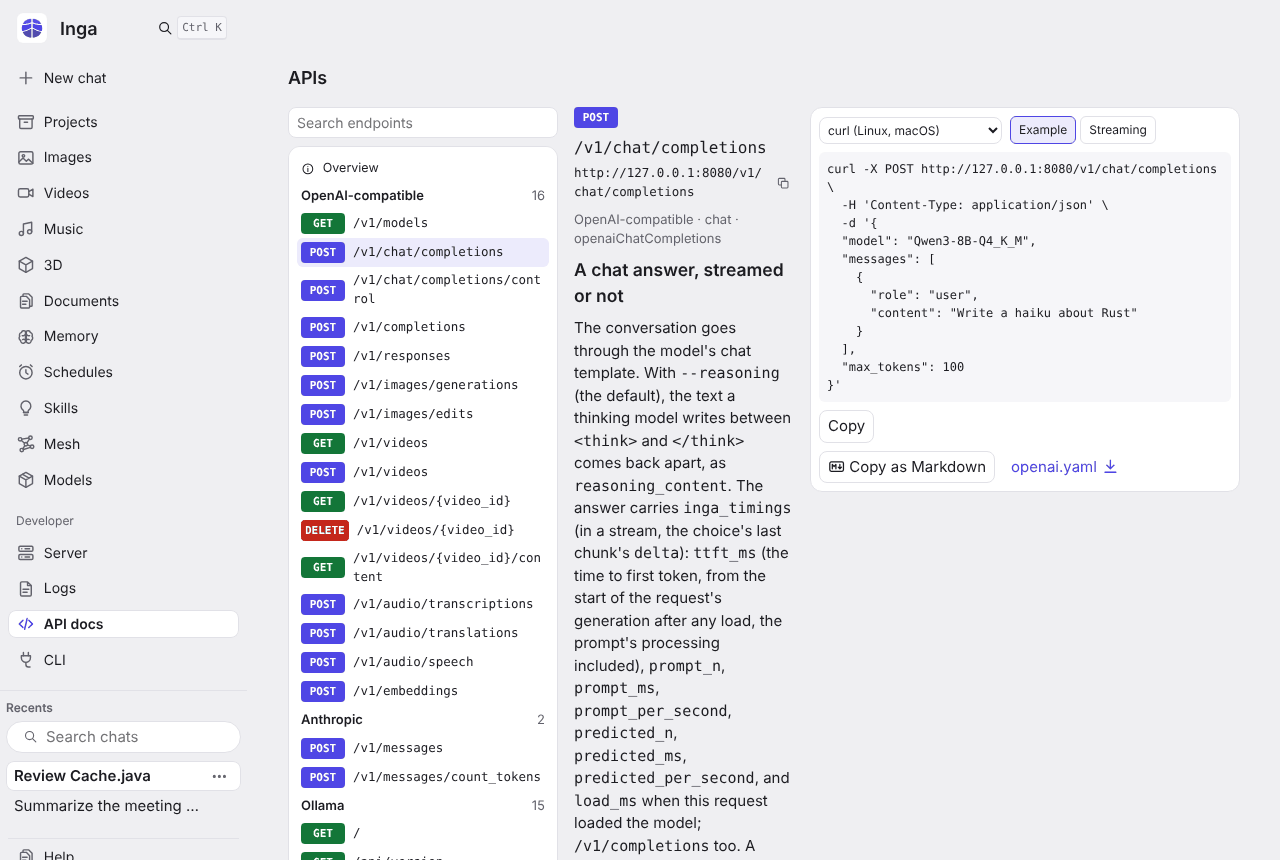 Inga
Ctrl K
New chat
Projects
Images
Videos
Music
3D
Documents
Memory
Schedules
Skills
Mesh
Models
Developer
Server
Logs
API docs
CLI
Recents
Search chats
Review Cache.java
Summarize the meeting ...
Help
APIs
Search endpoints
Overview
OpenAI-compatible 16
GET /v1/models
POST /v1/chat/completions
POST /v1/chat/completions/cont
rol
POST /v1/completions
POST /v1/responses
POST /v1/images/generations
POST /v1/images/edits
GET /v1/videos
POST /v1/videos
GET /v1/videos/{video_id}
DELETE /v1/videos/{video_id}
GET /v1/videos/{video_id}/con
tent
POST /v1/audio/transcriptions
POST /v1/audio/translations
POST /v1/audio/speech
POST /v1/embeddings
Anthropic 2
POST /v1/messages
POST /v1/messages/count_tokens
Ollama 15
GET /
GET /api/version
POST
/v1/chat/completions
http://127.0.0.1:8080/v1/
chat/completions
OpenAI-compatible · chat ·
openaiChatCompletions
A chat answer, streamed
or not
The conversation goes
through the model's chat
template. With --reasoning
(the default), the text a
thinking model writes between
<think> and </think>
comes back apart, as
reasoning_content. The
answer carries inga_timings
(in a stream, the choice's last
chunk's delta): ttft_ms (the
time to first token, from the
start of the request's
generation after any load, the
prompt's processing
included), prompt_n,
prompt_ms,
prompt_per_second,
predicted_n,
predicted_ms,
predicted_per_second, and
load_ms when this request
loaded the model;
/v1/completions too. A
curl (Linux, macOS)
Example
Streaming
curl -X POST http://127.0.0.1:8080/v1/chat/completions
\
-H 'Content-Type: application/json' \
-d '{
"model": "Qwen3-8B-Q4_K_M",
"messages": [
{
"role": "user",
"content": "Write a haiku about Rust"
}
],
"max_tokens": 100
}'
Copy
Copy as Markdown
openai.yaml